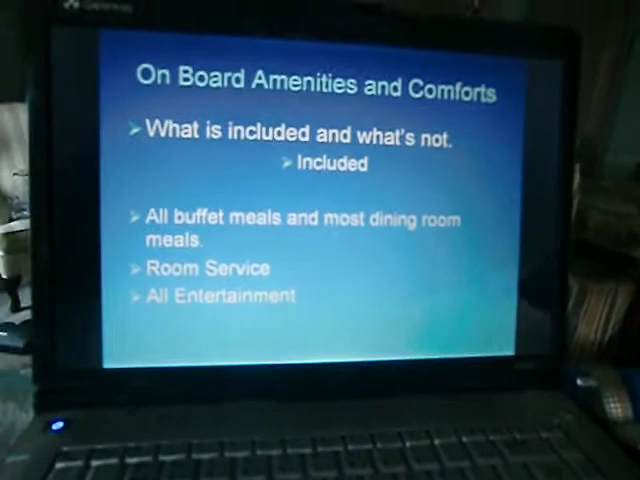 Gateway
On Board Amenities and Comforts
What is included and what's not.
Included
All buffet meals and most dining room
meals.
Room Service
All Entertainment